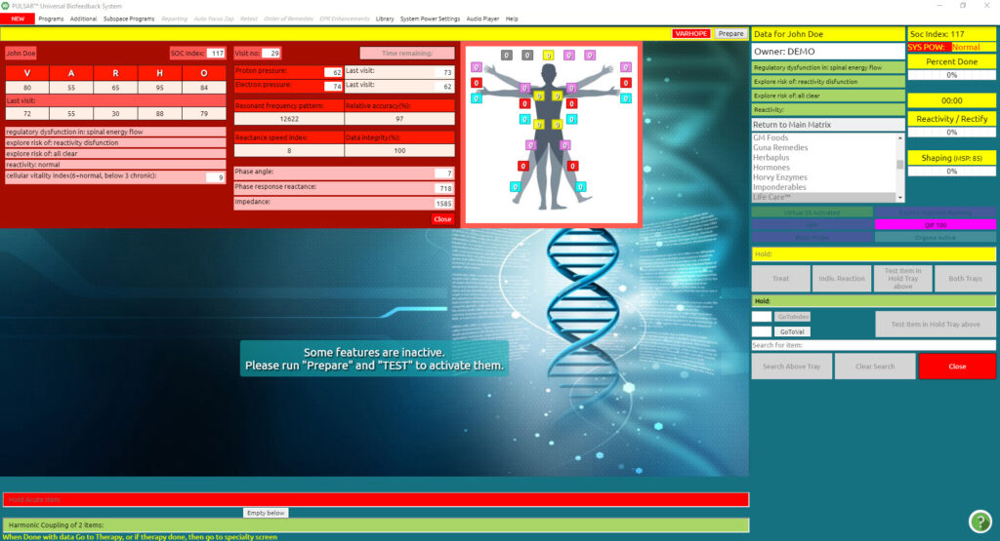 PULSAR™ Universal Biofeedback System
NEW Programs Additional Subspace Programs Reporting Auto Focus Zap Retest Order of Remedies EPR Enhancements Library System Power Settings Audio Player Help
VARHOPE Prepare
John Doe SOC Index: 117 Visit no: 29 Time remaining:
V A R H O
80 55 65 95 84
Last visit:
72 55 30 88 79
regulatory dysfunction in: spinal energy flow
explore risk of: reactivity disfunction
explore risk of: all clear
reactivity: normal
cellular vitality index(6+normal, below 3 chronic): 9
Proton pressure: 62 Last visit: 73
Electron pressure: 74 Last visit: 62
Resonant frequency pattern: Relative accuracy(%):
12622 97
Reactance speed index: Data integrity(%):
8 100
Phase angle: 7
Phase response reactance: 718
Impedance: 1585
Close
0 0 0 0 0
0 0
0 0
0 0
0 0
0 0
0 0
0 0
0 0
0 0
0 0
Some features are inactive.
Please run "Prepare" and "TEST" to activate them.
Hold Acute Item
Empty below
Harmonic Coupling of 2 items:
When Done with data Go to Therapy, or if therapy done, then go to specialty screen
Data for John Doe
Owner: DEMO
Regulatory dysfunction in: spinal energy flow
Explore risk of: reactivity disfunction
Explore risk of: all clear
Reactivity:
Return to Main Matrix
GM Foods
Guna Remedies
Herbaplus
Hormones
Horvy Enzymes
Imponderables
Life Care™
Soc Index: 117
SYS POW: Normal
Percent Done
0%
00:00
Reactivity / Rectify
0%
Shaping (MSP: 85)
0%
Virtual SS Activated
QIF 100
Orgone Active
Hold:
Treat
Indiv. Reaction
Test Item in
Hold Tray
above
Both Trays
Hold:
GoToIndex
GoToVal
Test Item in Hold Tray above
Search for item:
Search Above Tray
Clear Search
Close
?